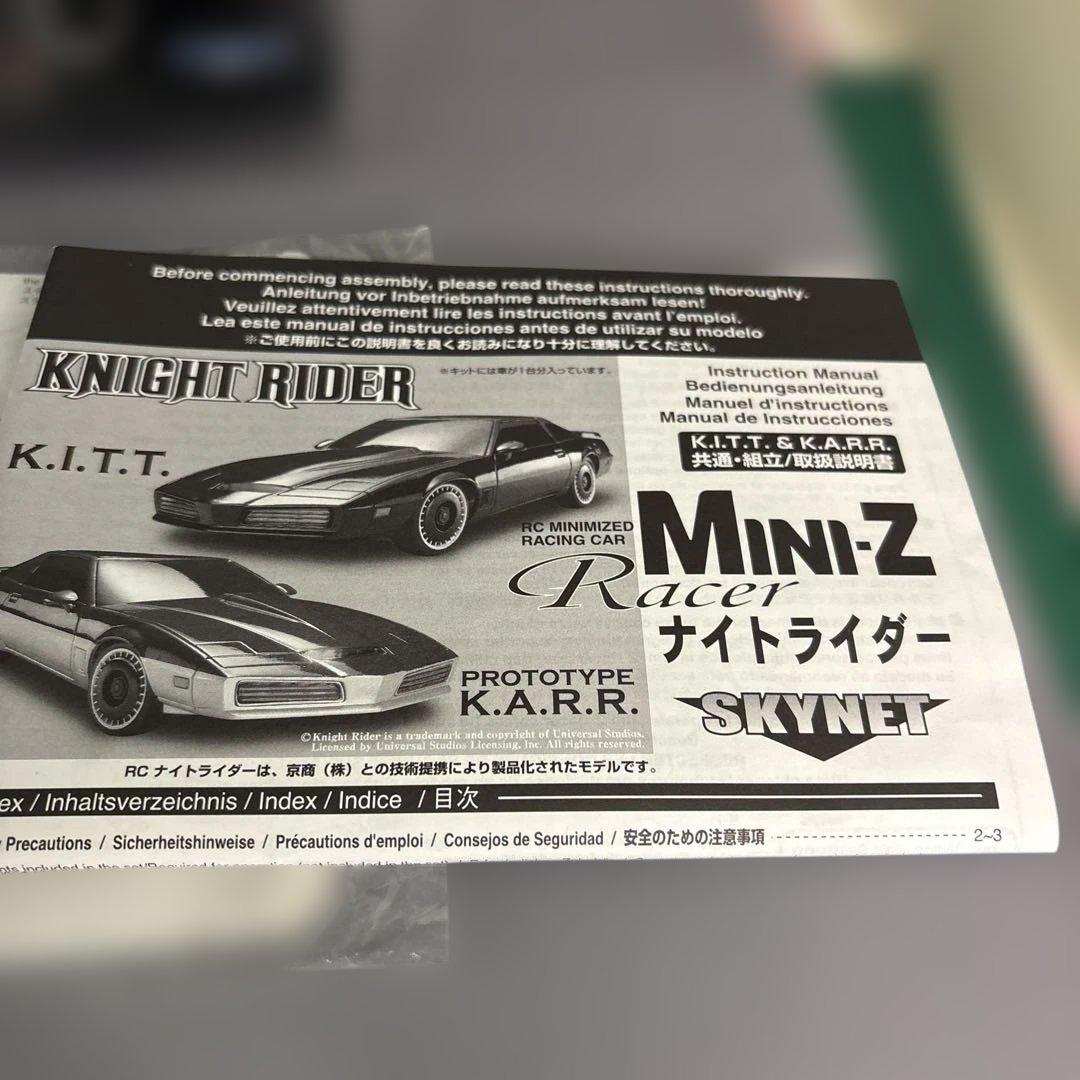 Before commencing assembly, please read these instructions thoroughly.
Anleitung vor Inbetriebnahme aufmerksam lesen!
Veuillez attentivement lire les instructions avant l'emploi.
Lea este manual de instrucciones antes de utilizar su modelo
※ご使用前にこの説明書を良くお読みになり十分に理解してください。
KNIGHT RIDER
※キットには車が1台分入っています。
K.I.T.T.
Instruction Manual
Bedienungsanleitung
Manuel d'instructions
Manual de Instrucciones
K.I.T.T. & K.A.R.R.
共通・組立/取扱説明書
RC MINIMIZED
RACING CAR
MINI-Z
Racer
ナイトライダー
SKYNET
PROTOTYPE
K.A.R.R.
©Knight Rider is a trademark and copyright of Universal Studios.
Licensed by Universal Studios Licensing, Inc. All rights reserved.
RC ナイトライダーは、京商（株）との技術提携により製品化されたモデルです。
ex / Inhaltsverzeichnis / Index / Indice / 目次
Precautions / Sicherheitshinweise / Précautions d'emploi / Consejos de Seguridad / 安全のための注意事項 2~3